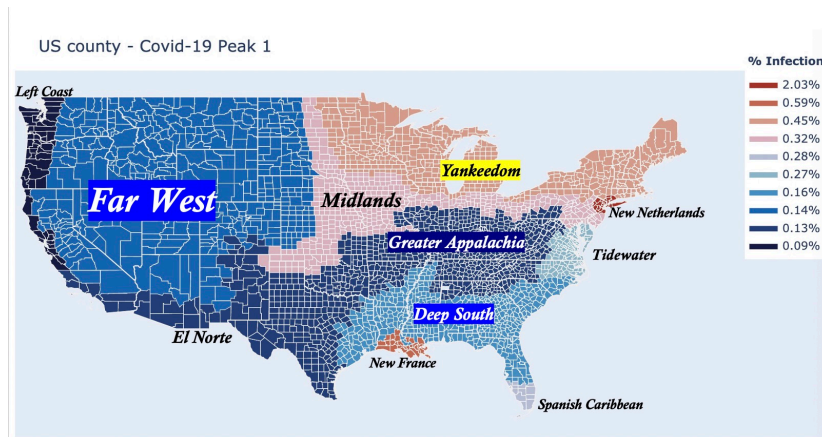 US county - Covid-19 Peak 1
% Infection
2.03%
0.59%
0.45%
0.32%
0.28%
0.27%
0.16%
0.14%
0.13%
0.09%
Left Coast
Yankeedom
Far West
Midlands
New Netherlands
Greater Appalachia
Tidewater
Deep South
El Norte
New France
Spanish Caribbean